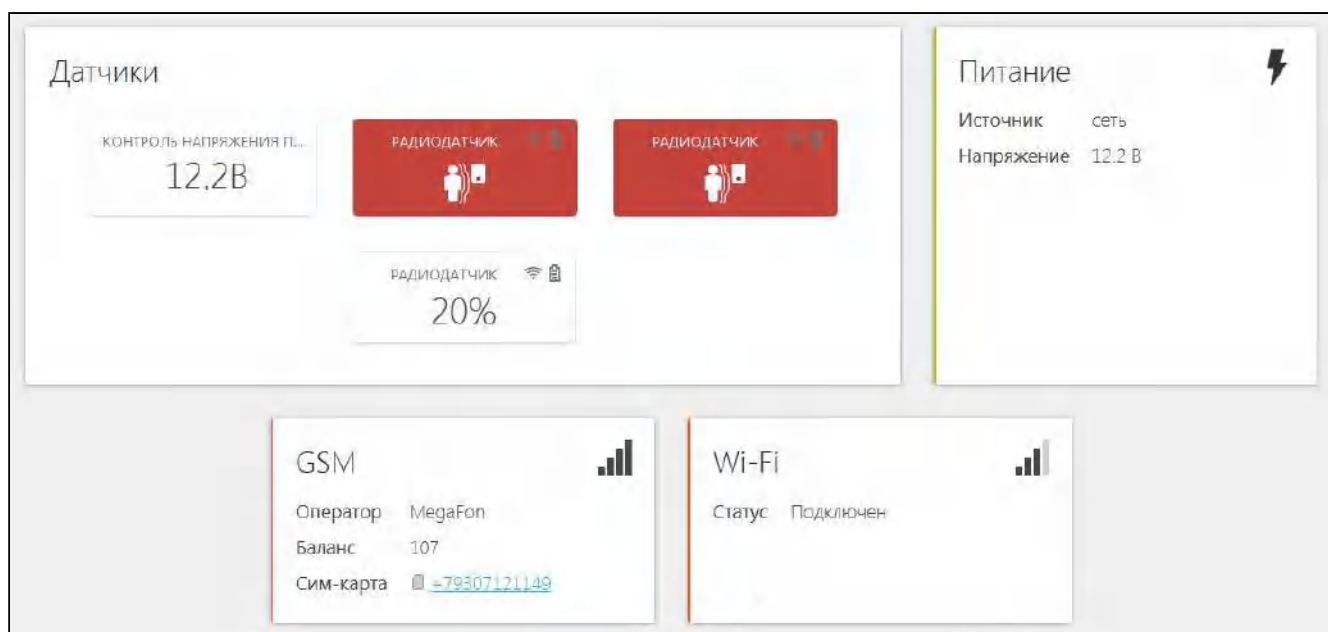 Датчики
КОНТРОЛЬ НАПРЯЖЕНИЯ П...
12,2В
РАДИОДАТЧИК
РАДИОДАТЧИК
РАДИОДАТЧИК
20%
Питание
Источник сеть
Напряжение 12.2 В
GSM
Оператор MegaFon
Баланс 107
Сим-карта +79307121149
Wi-Fi
Статус Подключен